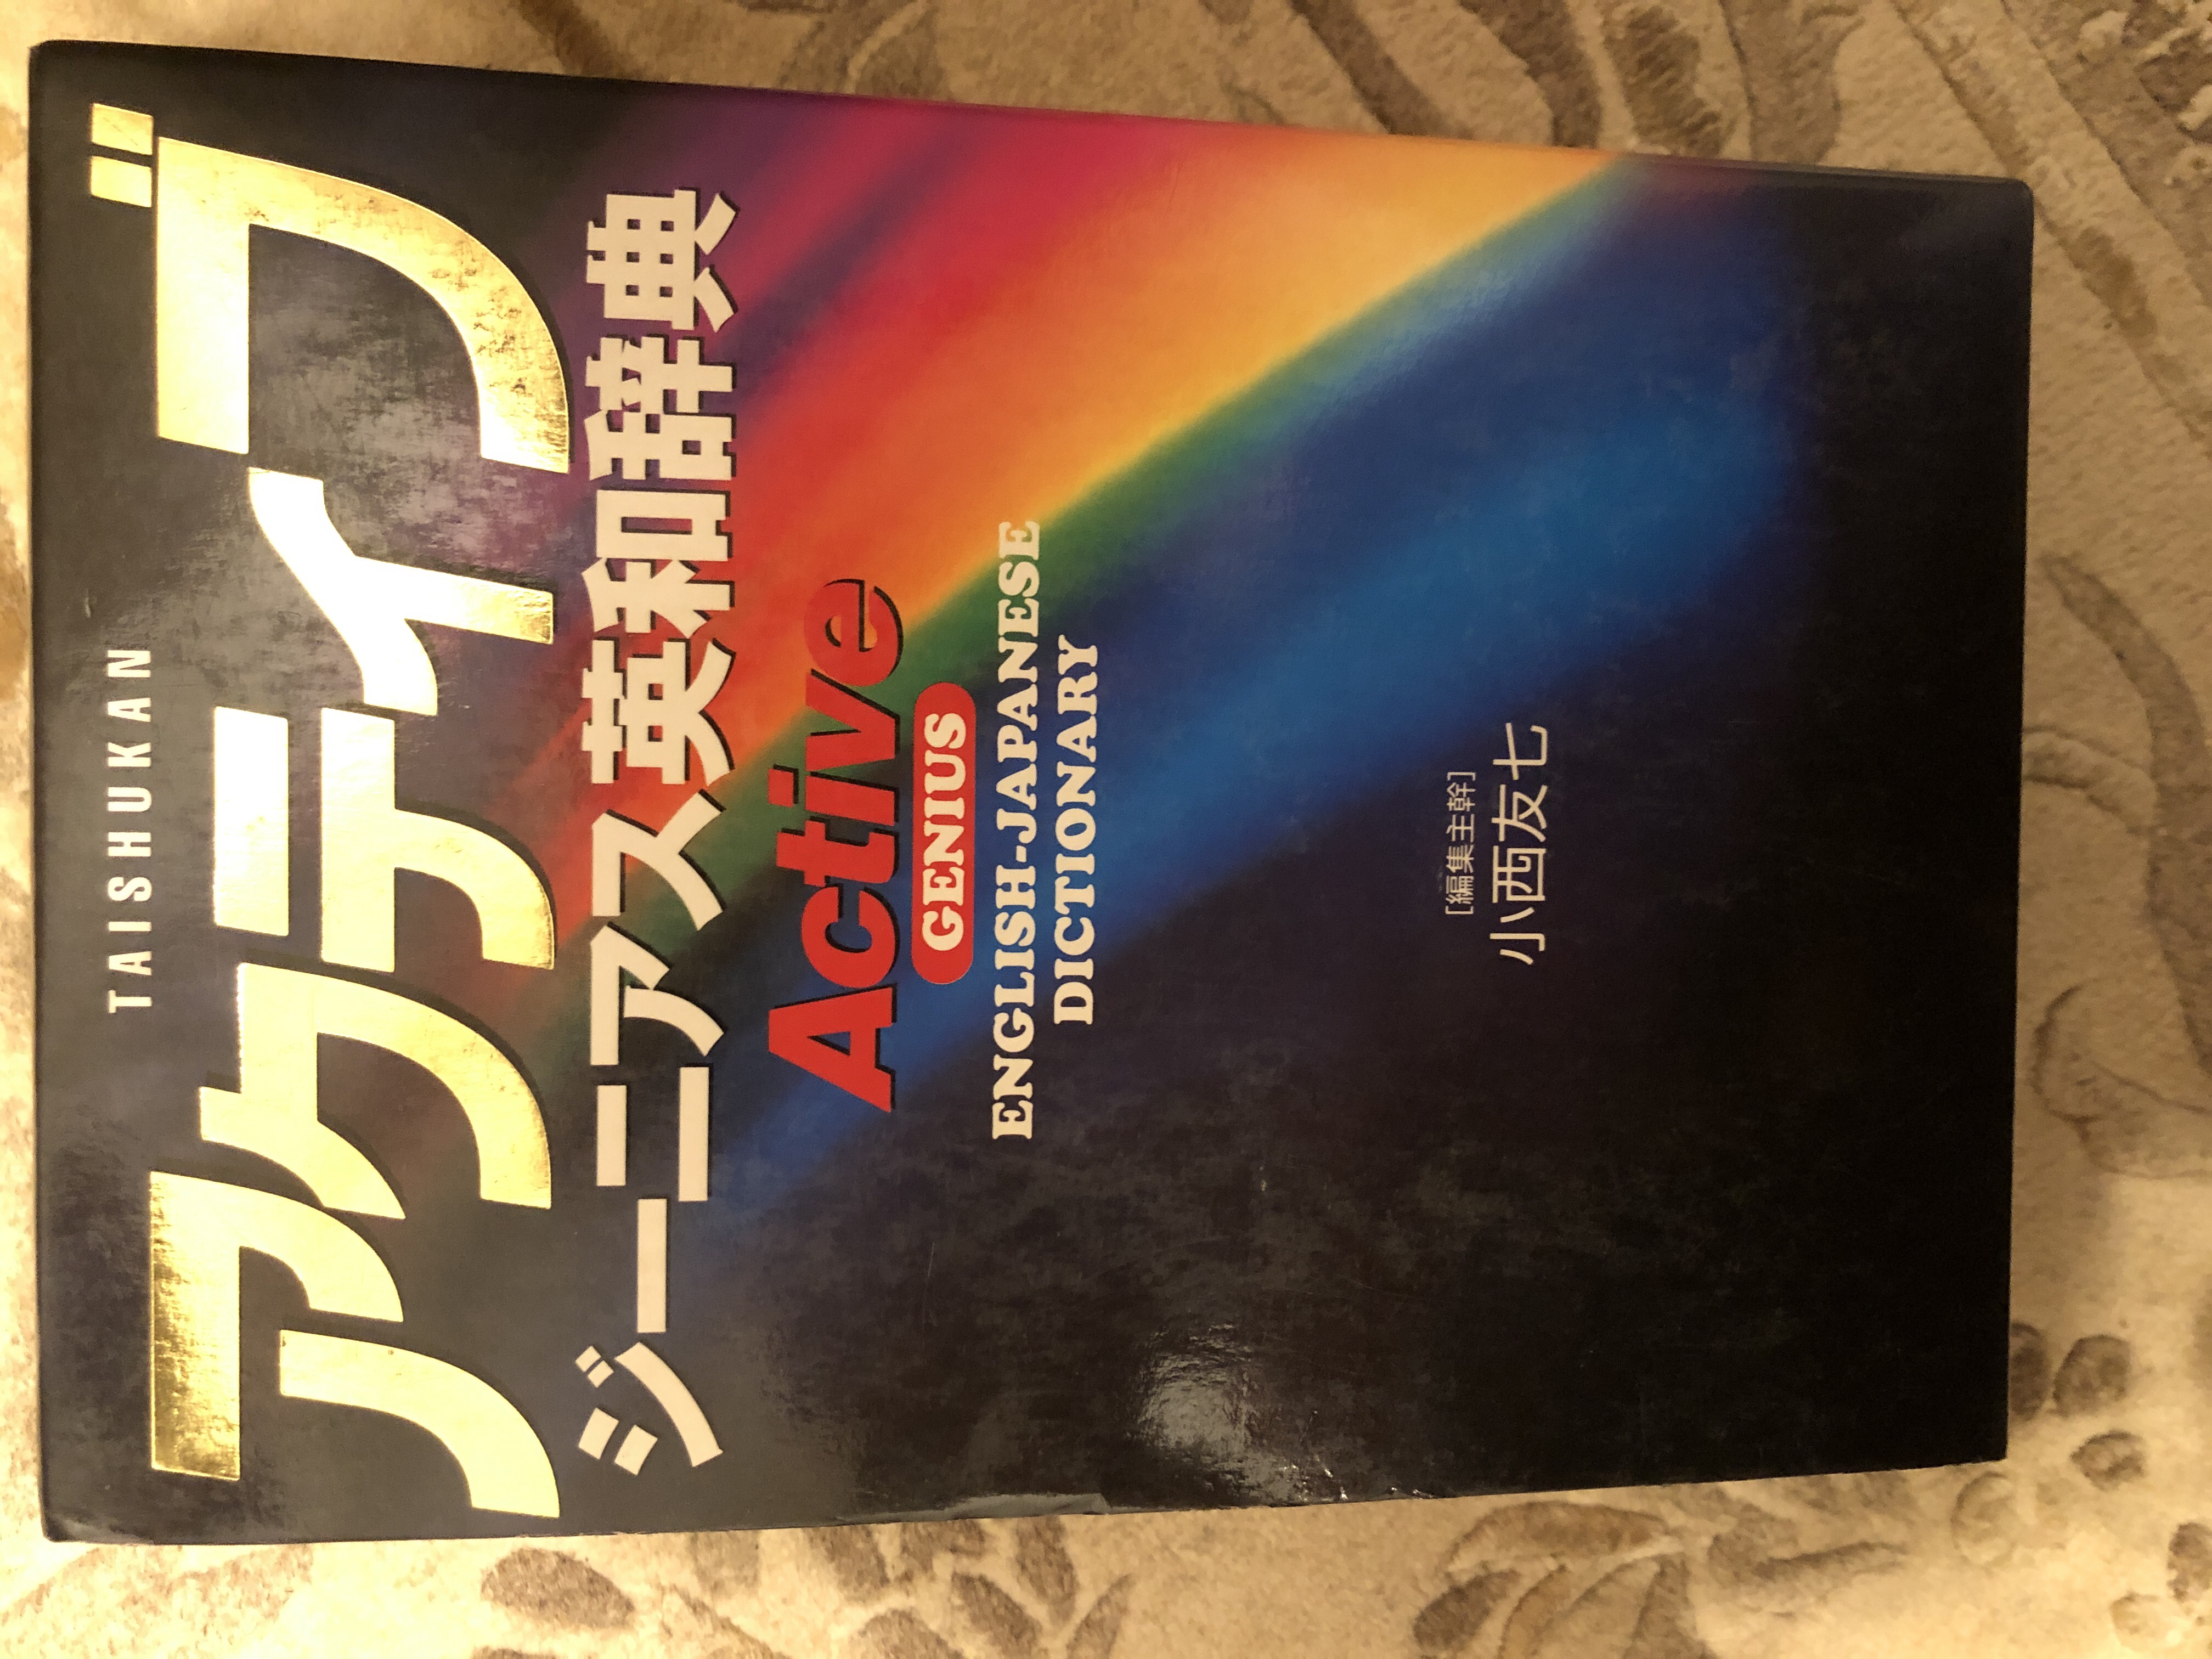 TAISHUKAN
アクティブ
ジーニアス英和辞典
Active
GENIUS
ENGLISH-JAPANESE
DICTIONARY
[編集主幹]
小西友七